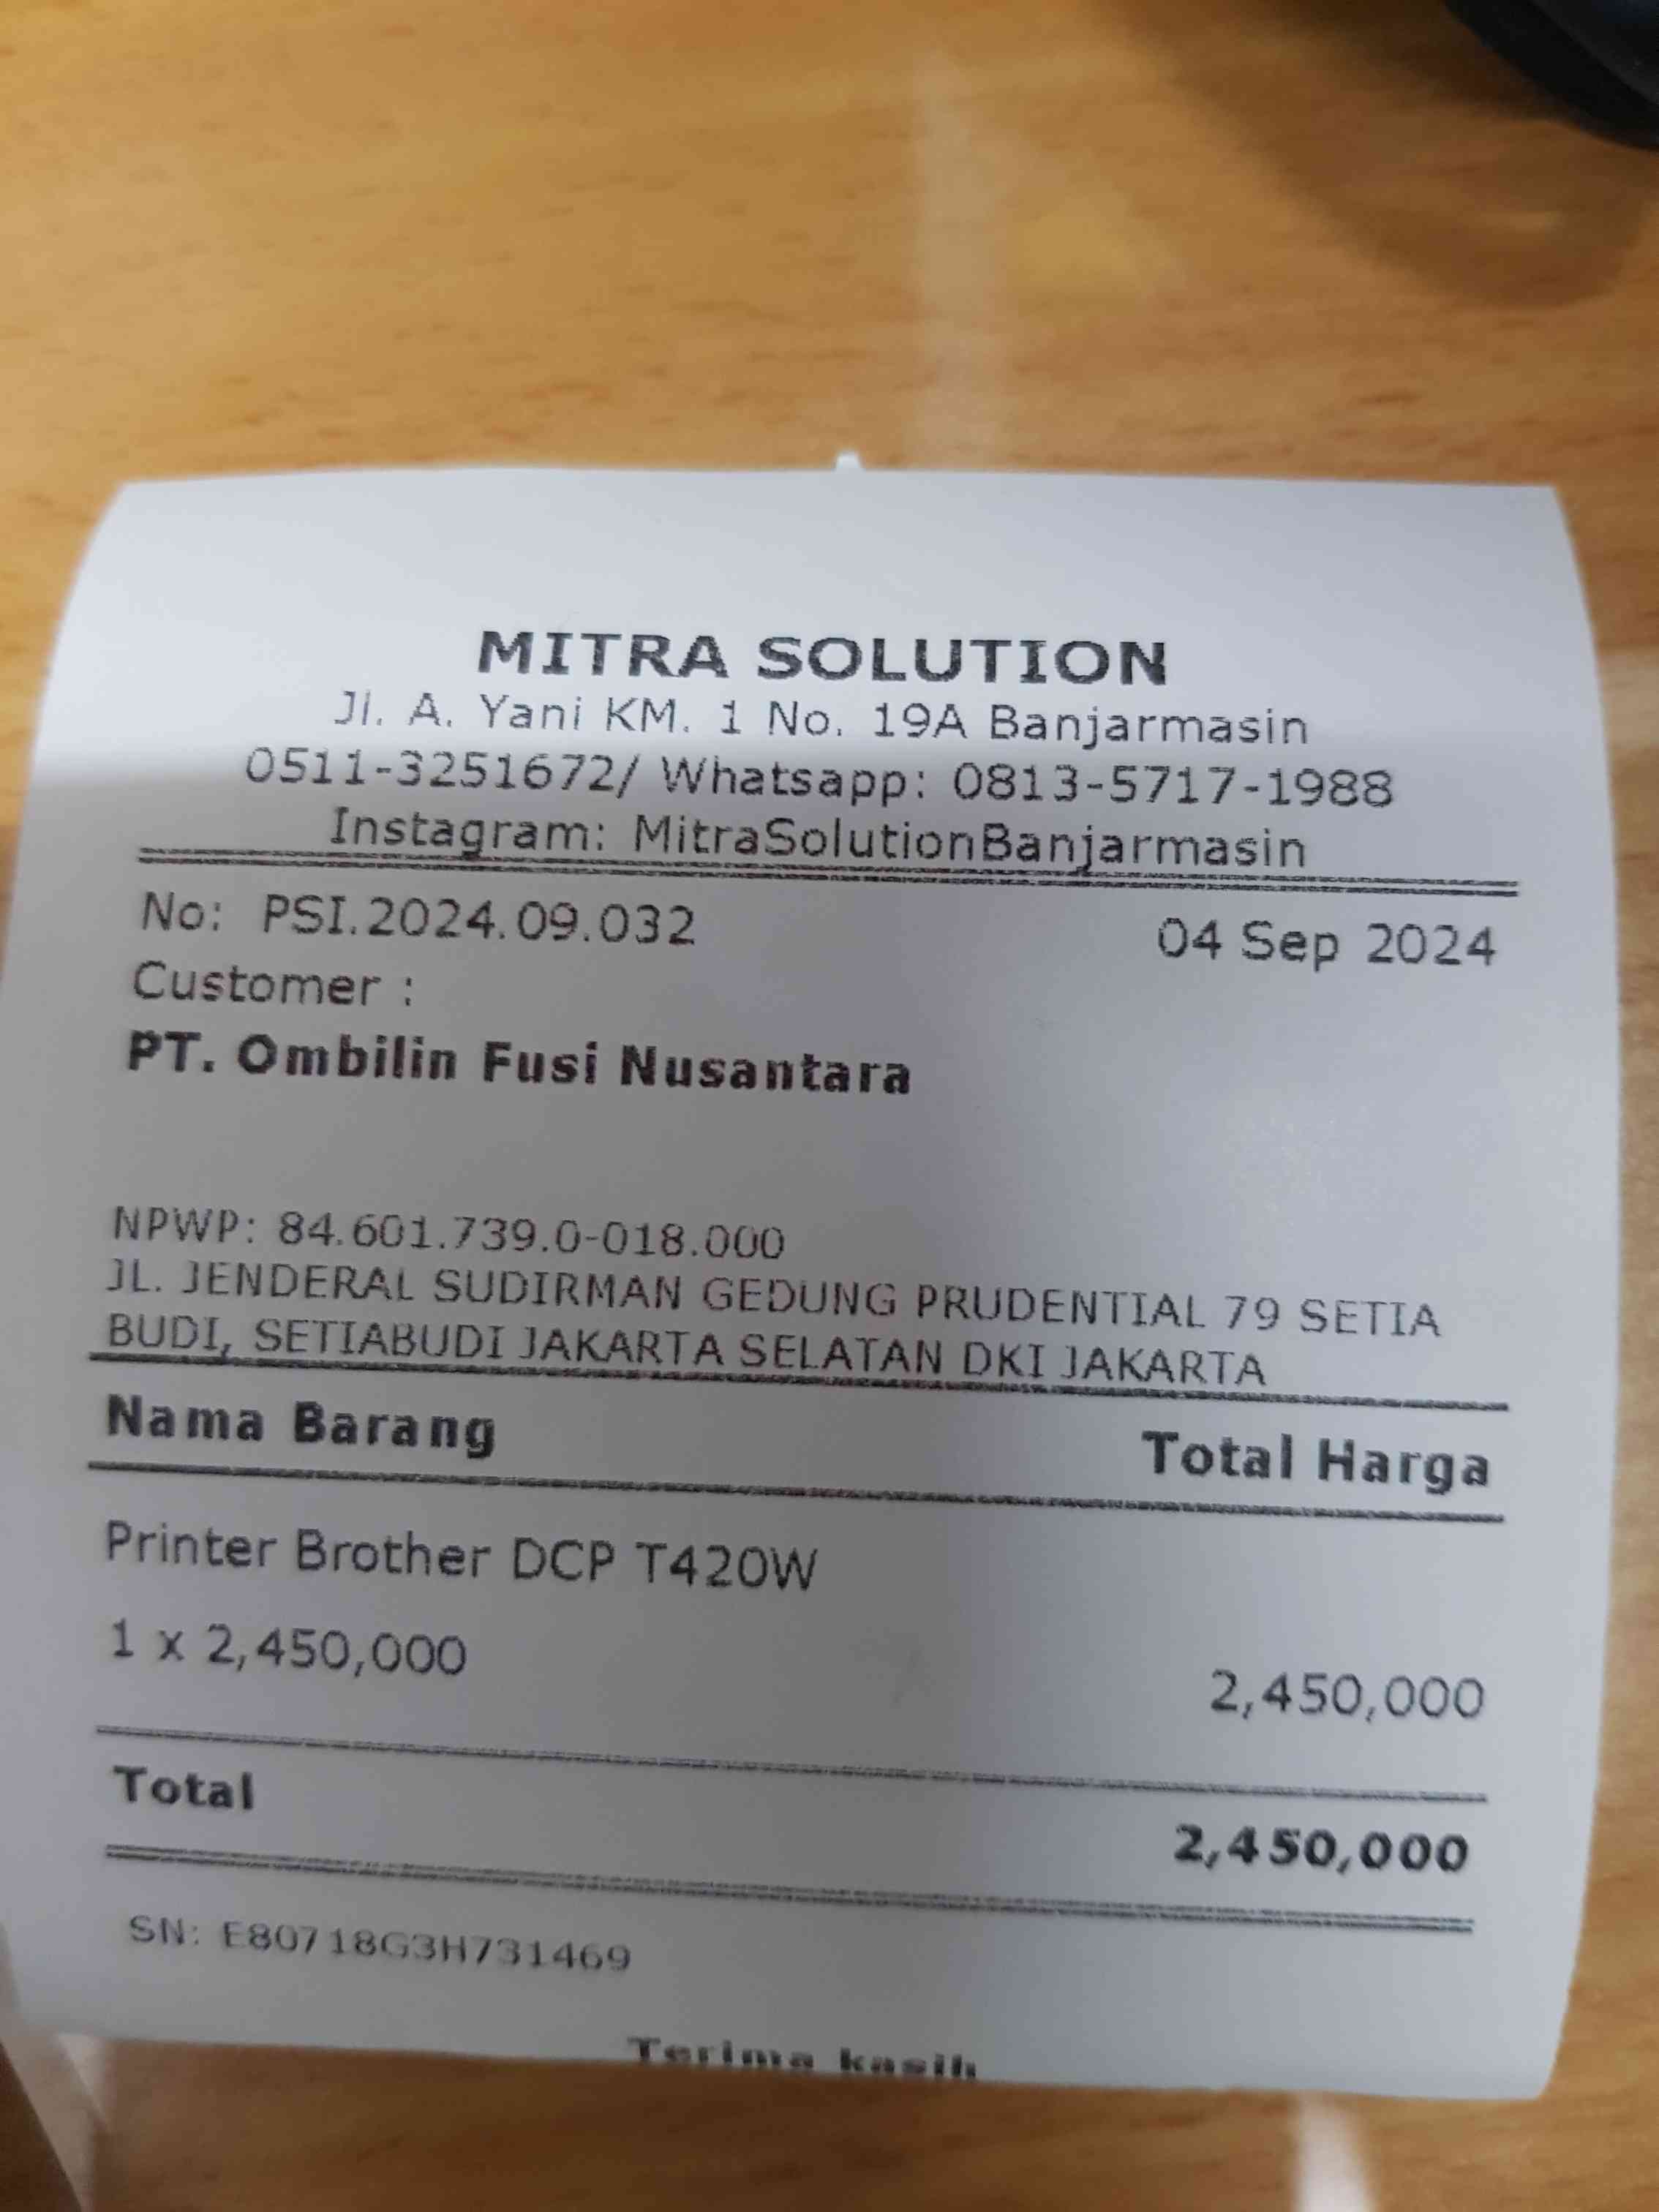 MITRA SOLUTION
Jl. A. Yani KM. 1 No. 19A Banjarmasin
0511-3251672/ Whatsapp: 0813-5717-1988
Instagram: MitraSolutionBanjarmasin
No: PSI.2024.09.032 04 Sep 2024
Customer :
PT. Ombilin Fusi Nusantara
NPWP: 84.601.739.0-018.000
JL. JENDERAL SUDIRMAN GEDUNG PRUDENTIAL 79 SETIA
BUDI, SETIABUDI JAKARTA SELATAN DKI JAKARTA
Nama Barang Total Harga
Printer Brother DCP T420W
1 x 2,450,000 2,450,000
Total 2,450,000
SN: E80718G3H731469
Terima kasih